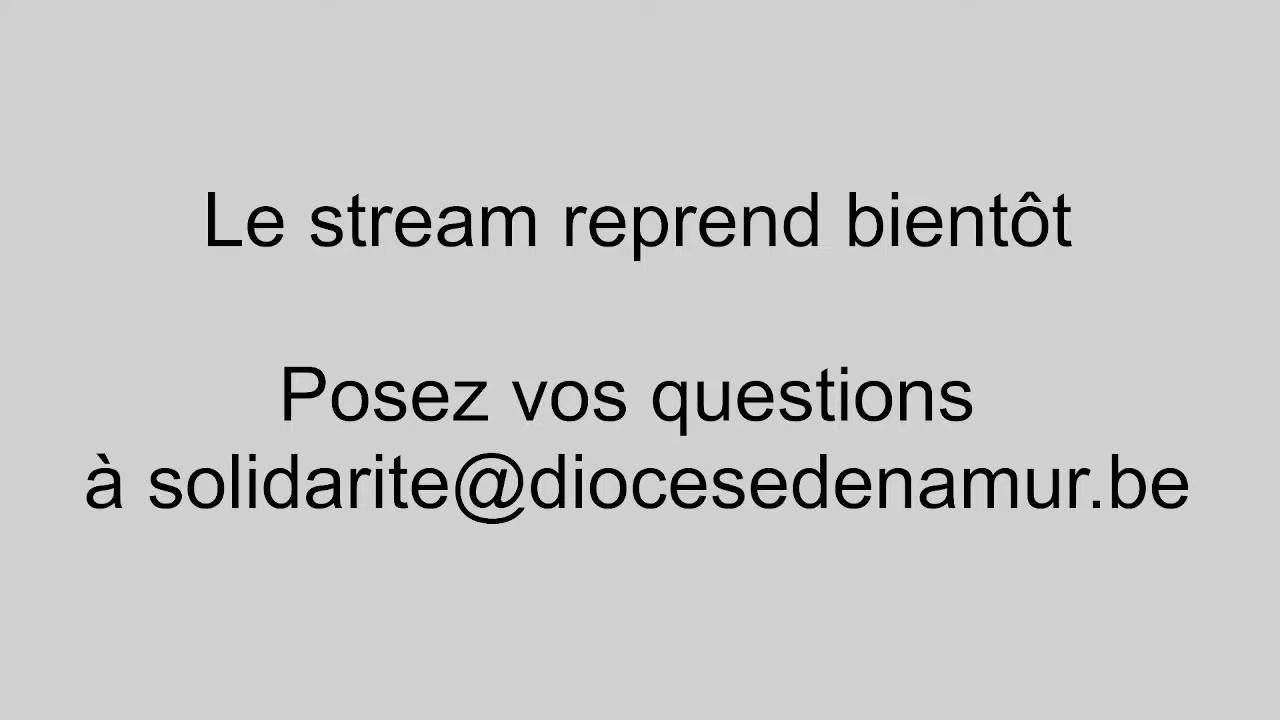 Le stream reprend bientôt
Posez vos questions
à solidarite@diocesedenamur.be